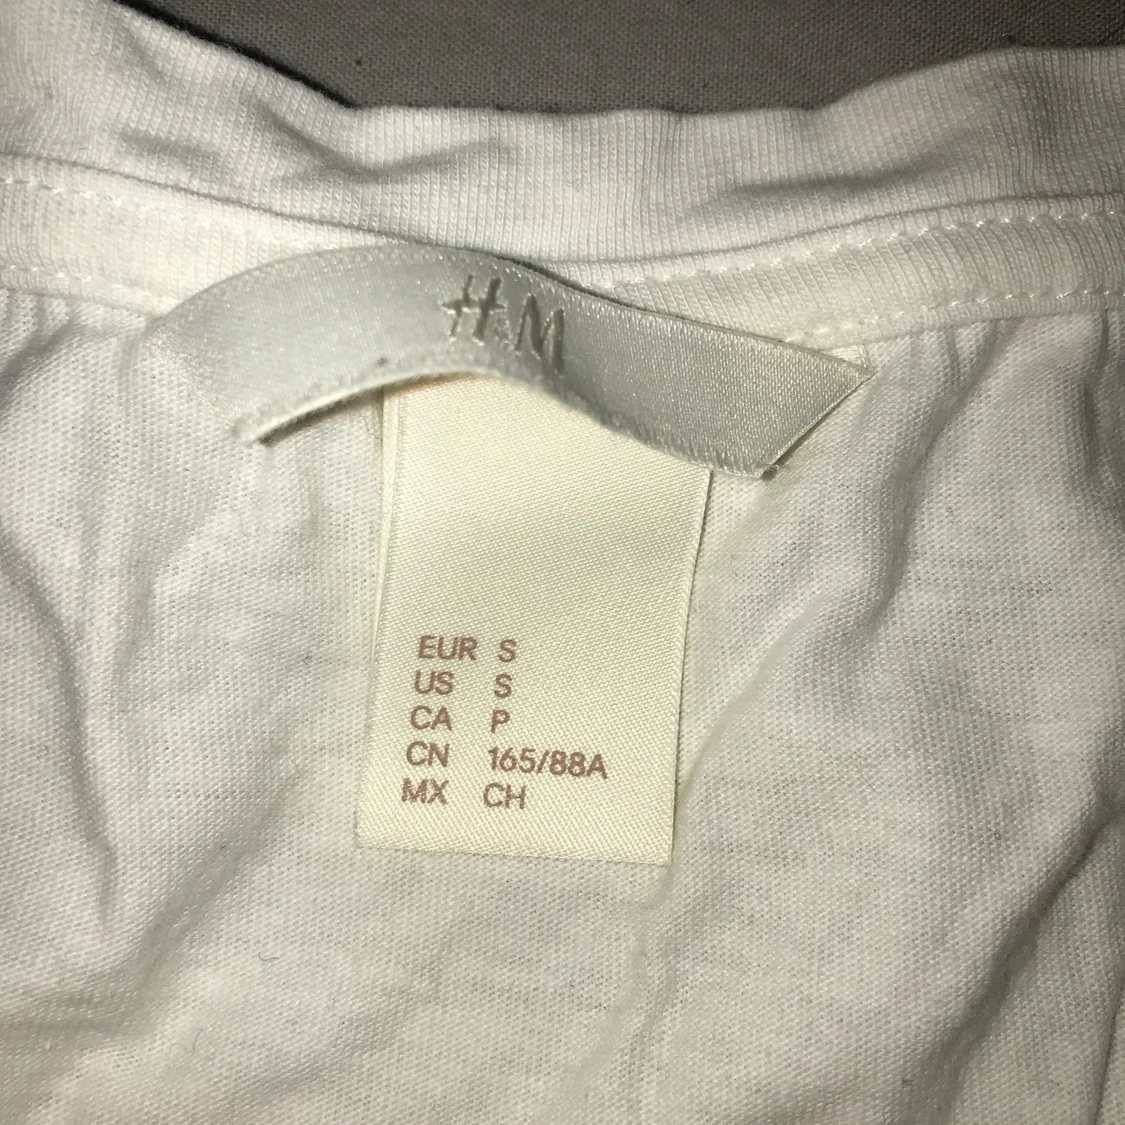 H&M
EUR S
US S
CA P
CN 165/88A
MX CH